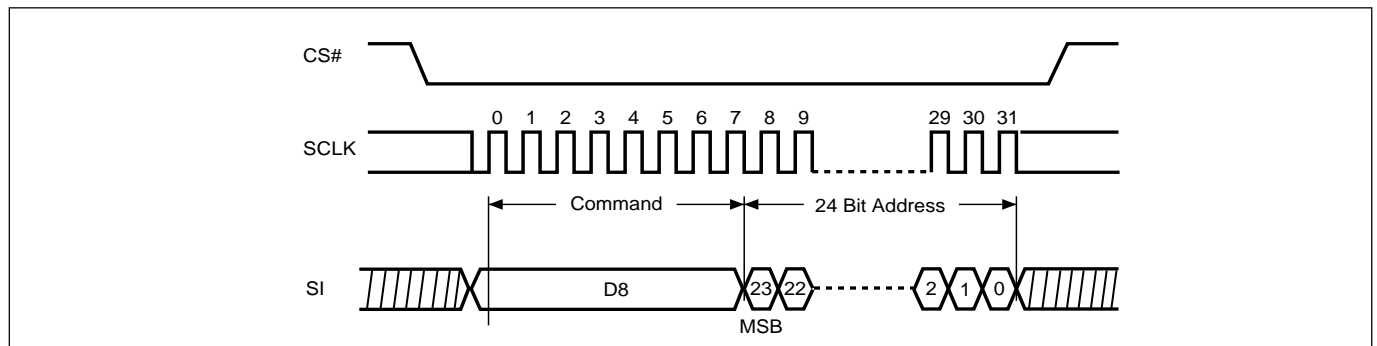 CS#
0 1 2 3 4 5 6 7 8 9 29 30 31
SCLK
Command 24 Bit Address
SI D8 23 22 2 1 0
MSB